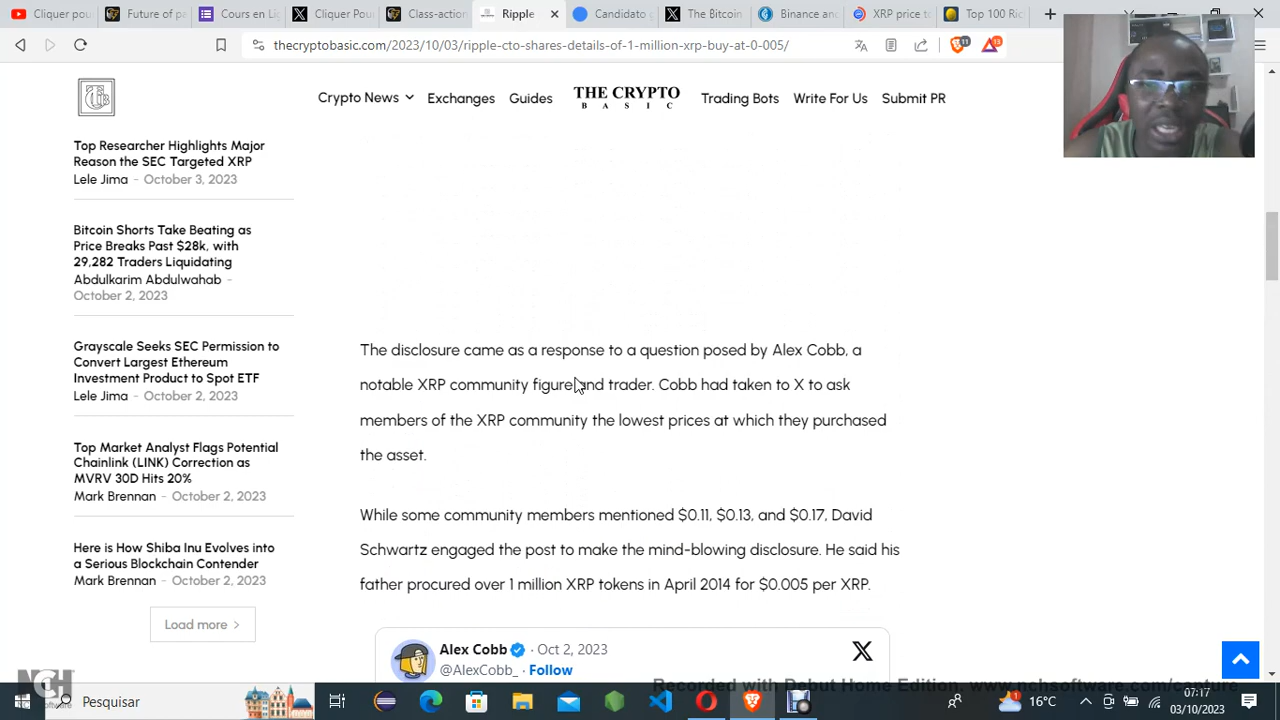 Cliquer pou
Future of pa
Cours en Li
Cliquer Pou
Class-action
Ripple
Candidato
The Bitcoin
Binance and
XRP price to
Top 100 Ric
thecryptobasic.com/2023/10/03/ripple-cto-shares-details-of-1-million-xrp-buy-at-0-005/
11
13
Crypto News
Exchanges
Guides
THE CRYPTO
BASIC
Trading Bots
Write For Us
Submit PR
Top Researcher Highlights Major
Reason the SEC Targeted XRP
Lele Jima - October 3, 2023
Bitcoin Shorts Take Beating as
Price Breaks Past $28k, with
29,282 Traders Liquidating
Abdulkarim Abdulwahab -
October 2, 2023
Grayscale Seeks SEC Permission to
Convert Largest Ethereum
Investment Product to Spot ETF
Lele Jima - October 2, 2023
Top Market Analyst Flags Potential
Chainlink (LINK) Correction as
MVRV 30D Hits 20%
Mark Brennan - October 2, 2023
Here is How Shiba Inu Evolves into
a Serious Blockchain Contender
Mark Brennan - October 2, 2023
Load more >
The disclosure came as a response to a question posed by Alex Cobb, a
notable XRP community figure and trader. Cobb had taken to X to ask
members of the XRP community the lowest prices at which they purchased
the asset.
While some community members mentioned $0.11, $0.13, and $0.17, David
Schwartz engaged the post to make the mind-blowing disclosure. He said his
father procured over 1 million XRP tokens in April 2014 for $0.005 per XRP.
Alex Cobb · Oct 2, 2023
@AlexCobb_ · Follow
Recorded with Debut Home Edition. www.nchsoftware.com/capture
NCH
Pesquisar
1
16°C
07:17
03/10/2023